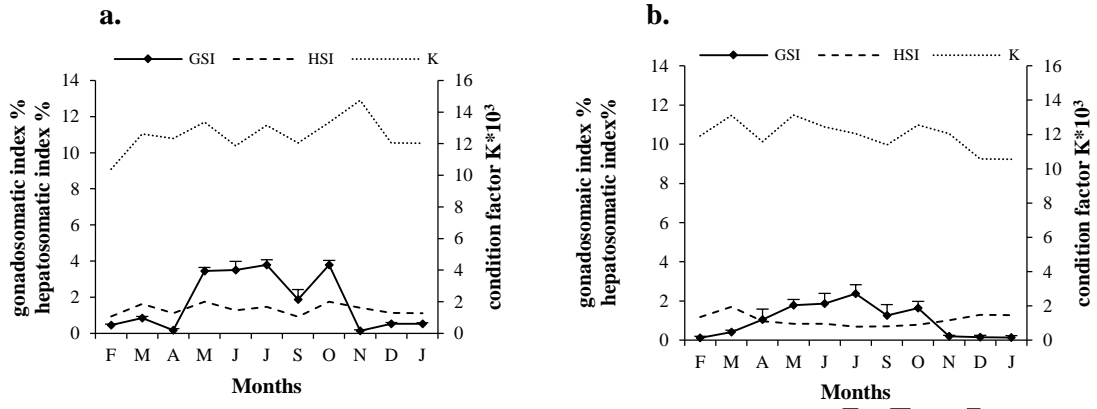 a.
GSI HSI K
14
12
10
8
6
4
2
0
gonadosomatic index %
hepatosomatic index %
16
14
12
10
8
6
4
2
0
condition factor K*10³
F M A M J J S O N D J
Months
b.
GSI HSI K
14
12
10
8
6
4
2
0
gonadosomaic index %
hepatosomatic index%
16
14
12
10
8
6
4
2
0
condition factor K*10³
F M A M J J S O N D J
Months